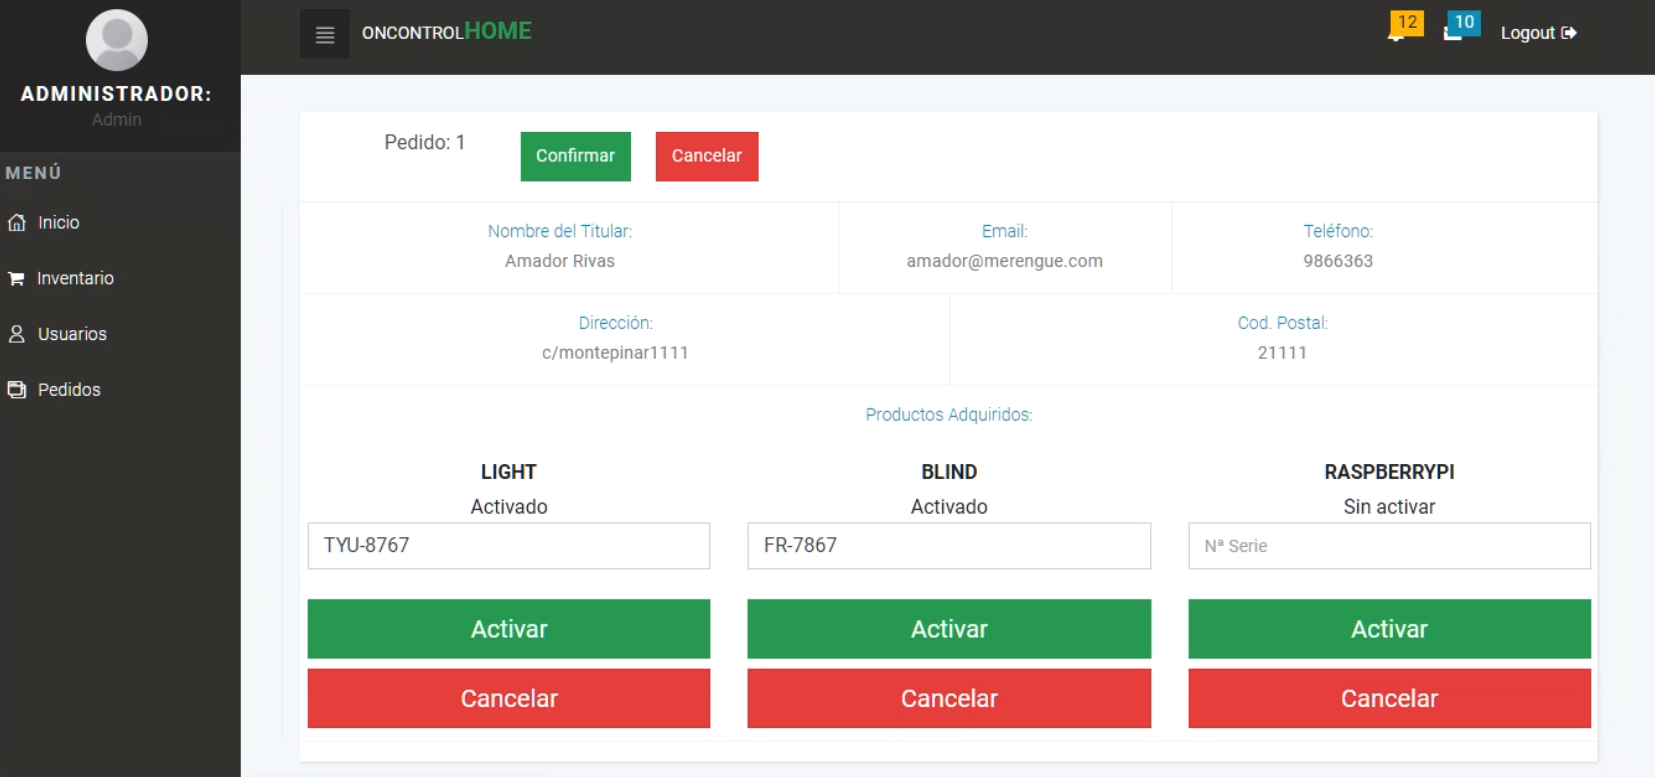 ADMINISTRADOR:
Admin
MENÚ
Inicio
Inventario
Usuarios
Pedidos
ONCONTROLHOME
12
10
Logout
Pedido: 1
Confirmar
Cancelar
Nombre del Titular:
Amador Rivas
Email:
amador@merengue.com
Teléfono:
9866363
Dirección:
c/montepinar1111
Cod. Postal:
21111
Productos Adquiridos:
LIGHT
Activado
TYU-8767
Activar
Cancelar
BLIND
Activado
FR-7867
Activar
Cancelar
RASPBERRYPI
Sin activar
Nª Serie
Activar
Cancelar